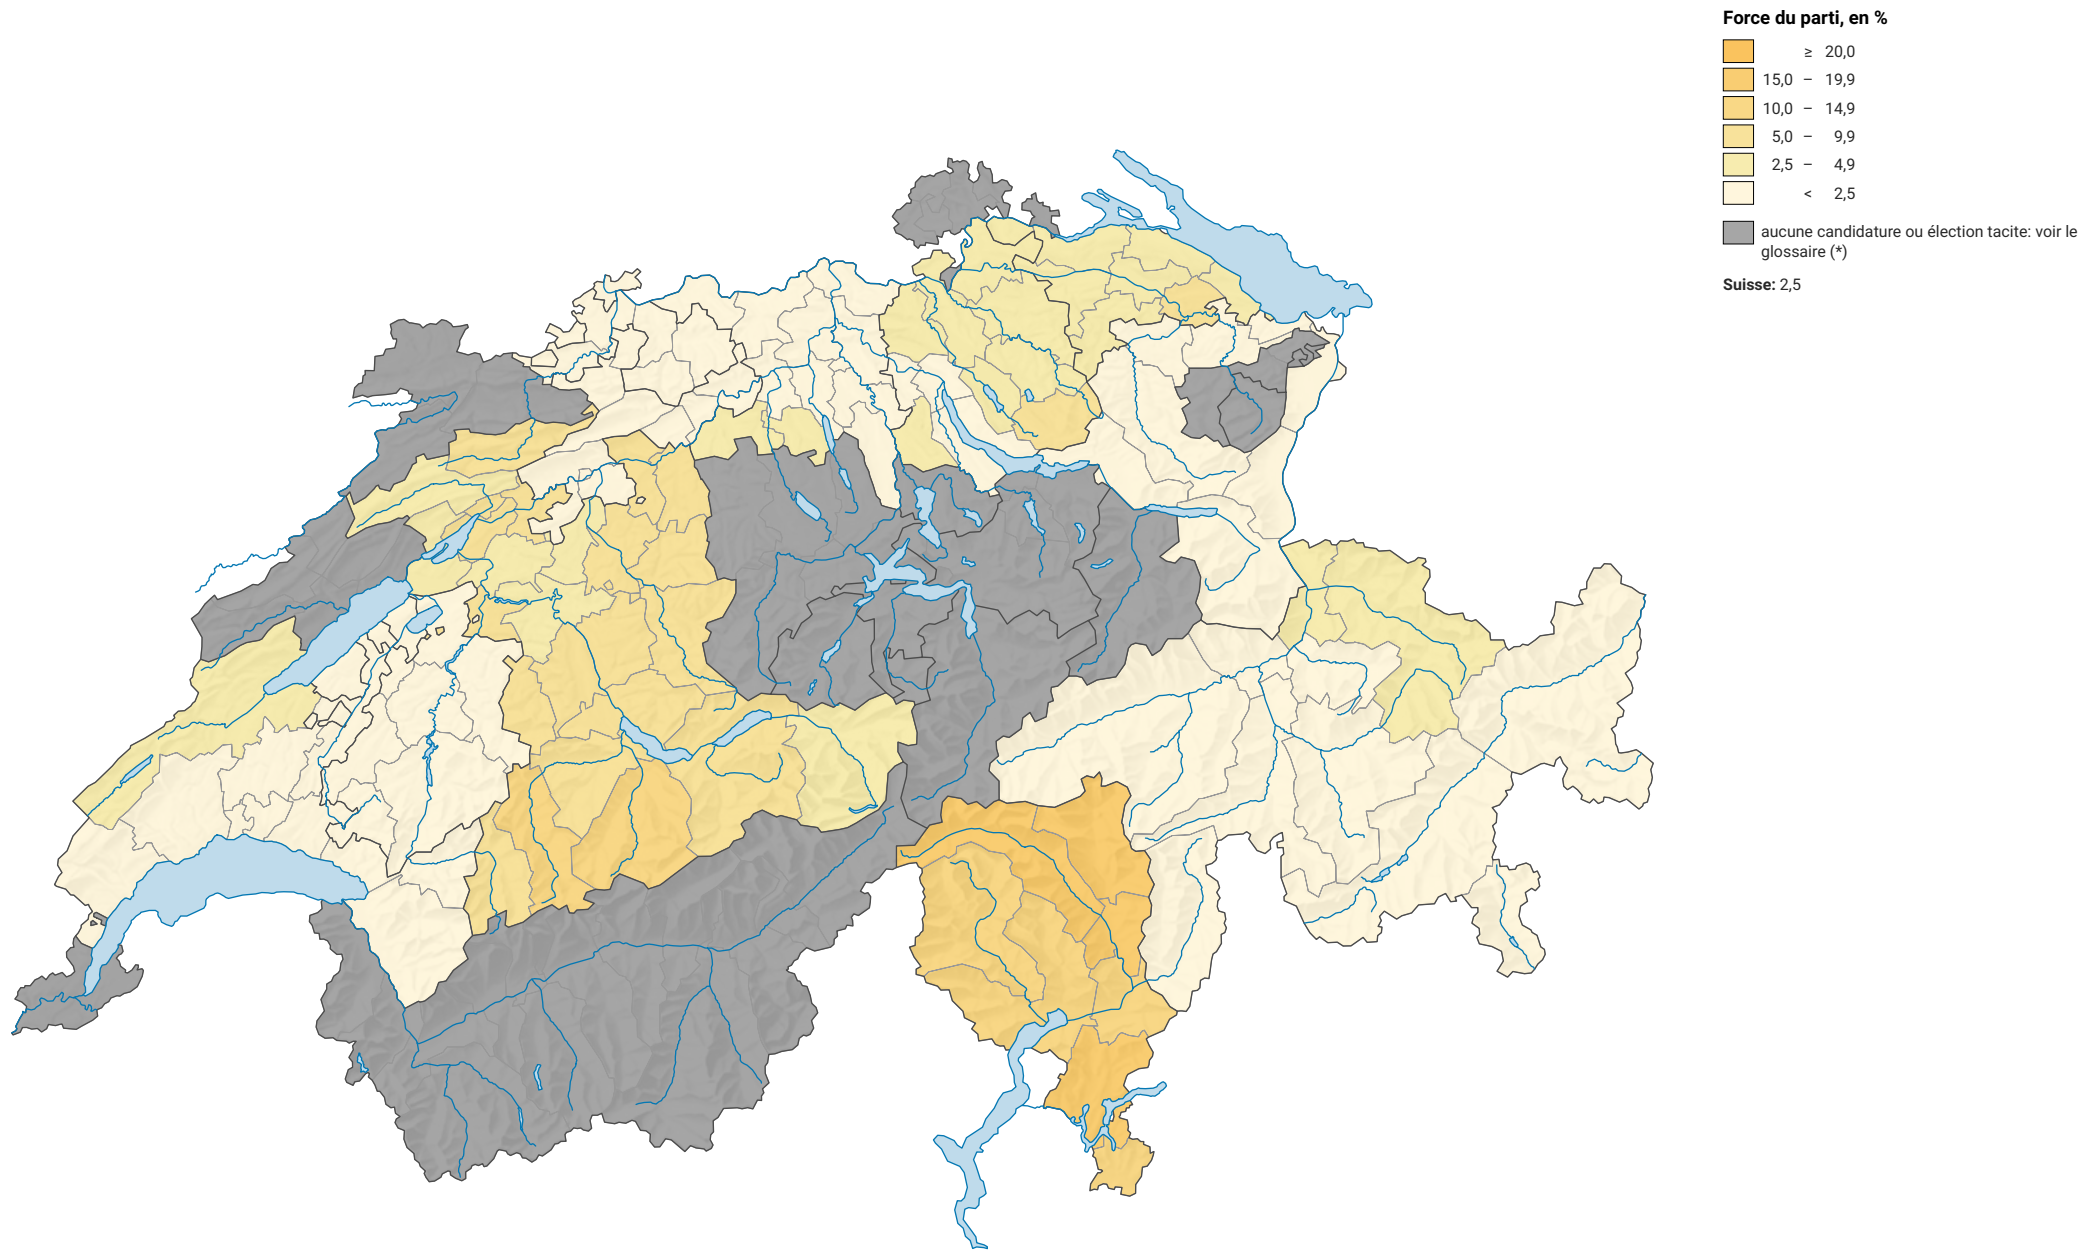 Force du parti, en %
≥ 20,0
15,0 – 19,9
10,0 – 14,9
5,0 – 9,9
2,5 – 4,9
< 2,5
aucune candidature ou élection tacite: voir le
glossaire (*)
Suisse: 2,5